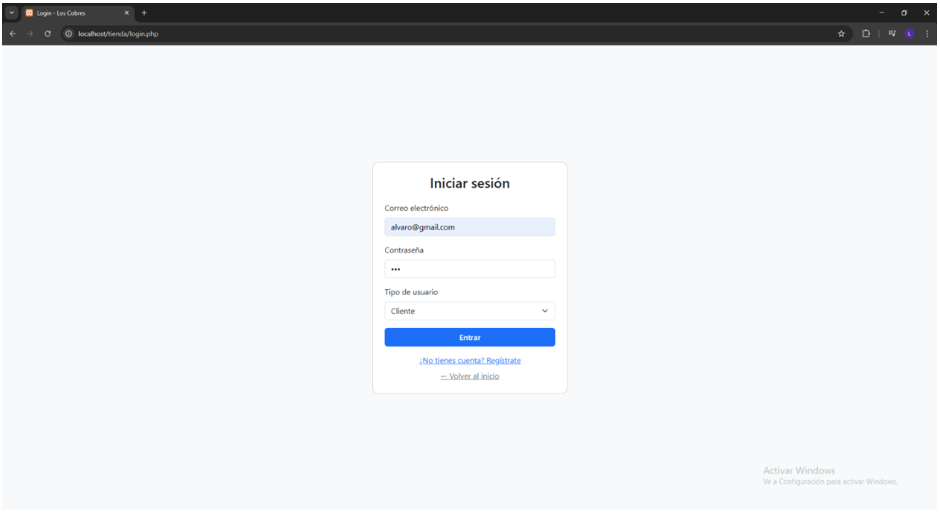 Login - Los Cobres
localhost/tienda/login.php
L
Iniciar sesión
Correo electrónico
alvaro@gmail.com
Contraseña
•••
Tipo de usuario
Cliente
Entrar
¿No tienes cuenta? Regístrate
← Volver al inicio
Activar Windows
Ve a Configuración para activar Windows.